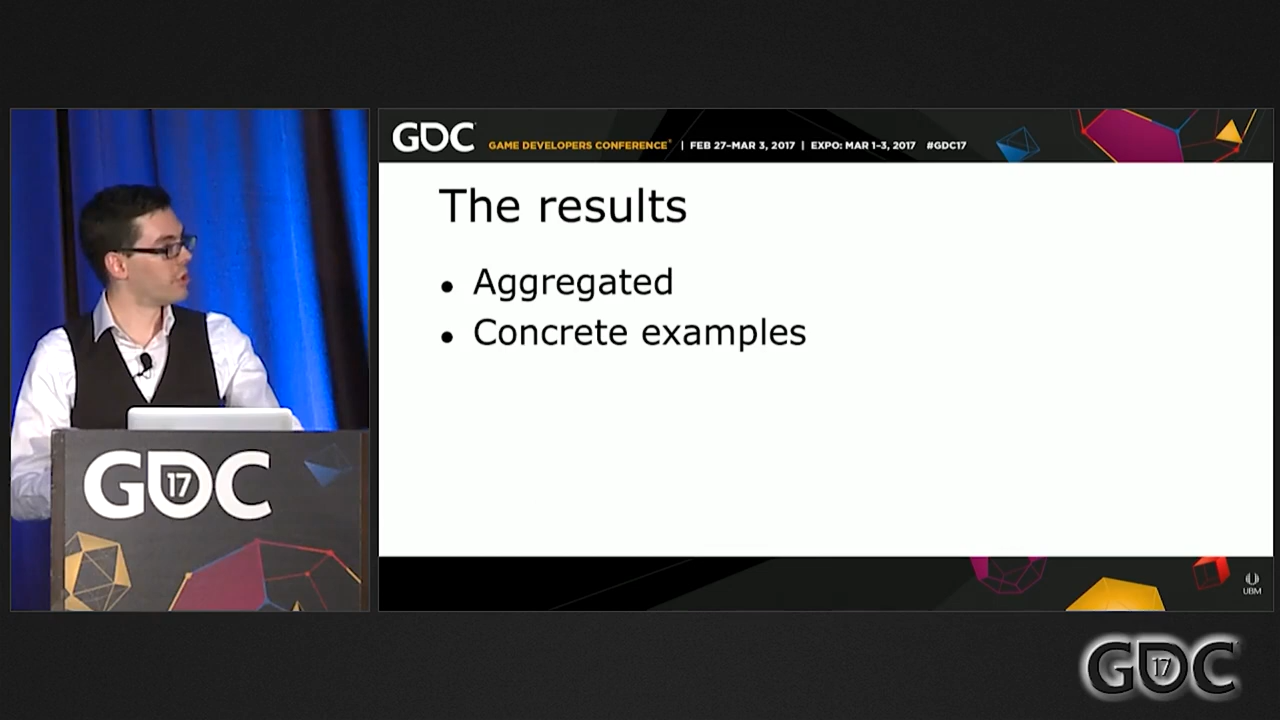 GDC GAME DEVELOPERS CONFERENCE® | FEB 27–MAR 3, 2017 | EXPO: MAR 1–3, 2017 #GDC17
The results
• Aggregated
• Concrete examples
GDC
17
UBM
GDC
17